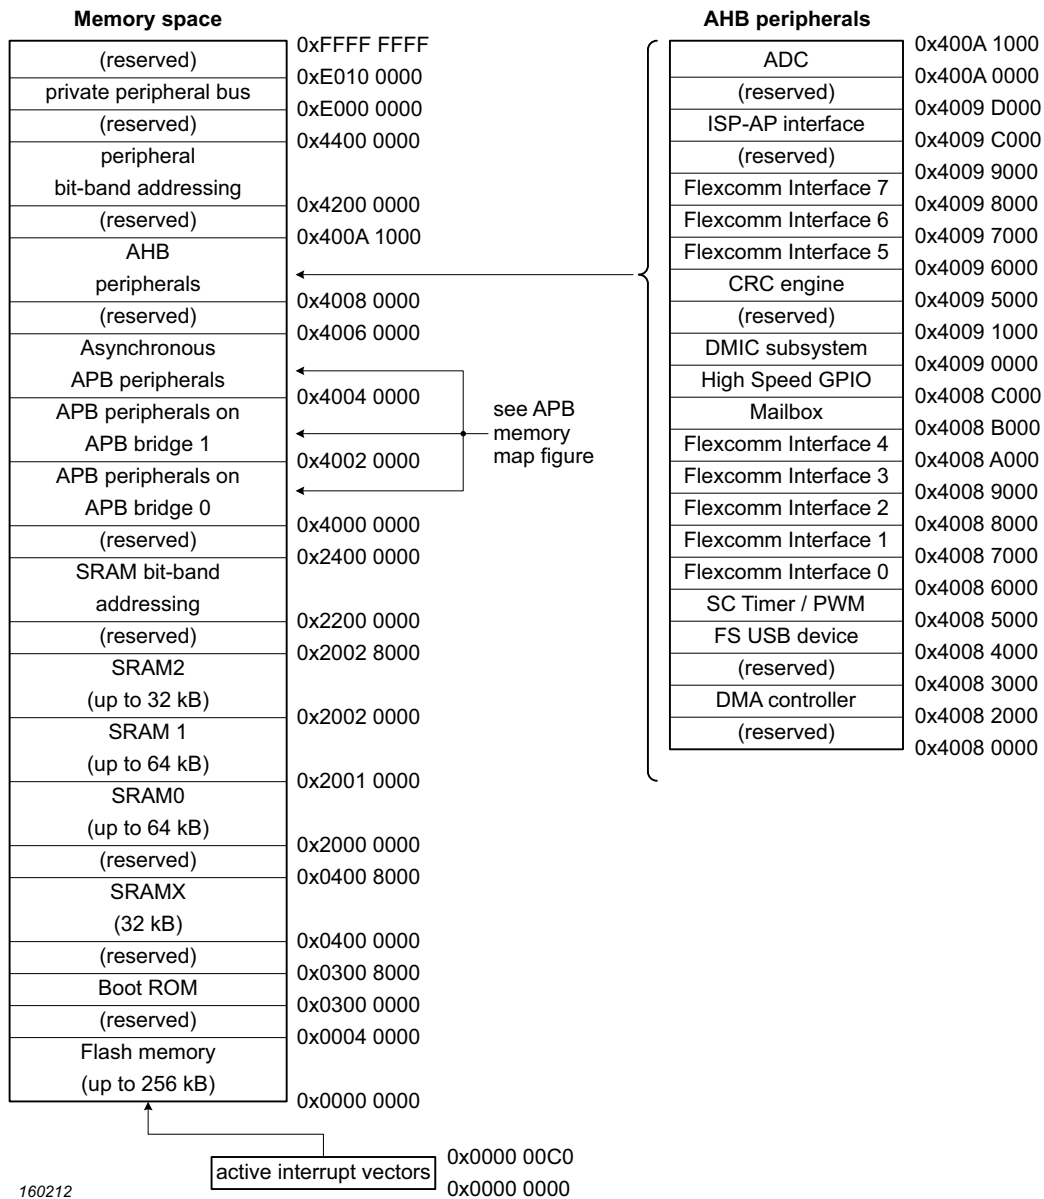 Memory space
0xFFFF FFFF
(reserved)
0xE010 0000
private peripheral bus
0xE000 0000
(reserved)
0x4400 0000
peripheral
bit-band addressing
0x4200 0000
(reserved)
0x400A 1000
AHB
peripherals
0x4008 0000
(reserved)
0x4006 0000
Asynchronous
APB peripherals
0x4004 0000
APB peripherals on
APB bridge 1
0x4002 0000
APB peripherals on
APB bridge 0
0x4000 0000
(reserved)
0x2400 0000
SRAM bit-band
addressing
0x2200 0000
(reserved)
0x2002 8000
SRAM2
(up to 32 kB)
0x2002 0000
SRAM 1
(up to 64 kB)
0x2001 0000
SRAM0
(up to 64 kB)
0x2000 0000
(reserved)
0x0400 8000
SRAMX
(32 kB)
0x0400 0000
(reserved)
0x0300 8000
Boot ROM
0x0300 0000
(reserved)
0x0004 0000
Flash memory
(up to 256 kB)
0x0000 0000
active interrupt vectors
0x0000 00C0
0x0000 0000
see APB
memory
map figure
AHB peripherals
0x400A 1000
ADC
0x400A 0000
(reserved)
0x4009 D000
ISP-AP interface
0x4009 C000
(reserved)
0x4009 9000
Flexcomm Interface 7
0x4009 8000
Flexcomm Interface 6
0x4009 7000
Flexcomm Interface 5
0x4009 6000
CRC engine
0x4009 5000
(reserved)
0x4009 1000
DMIC subsystem
0x4009 0000
High Speed GPIO
0x4008 C000
Mailbox
0x4008 B000
Flexcomm Interface 4
0x4008 A000
Flexcomm Interface 3
0x4008 9000
Flexcomm Interface 2
0x4008 8000
Flexcomm Interface 1
0x4008 7000
Flexcomm Interface 0
0x4008 6000
SC Timer / PWM
0x4008 5000
FS USB device
0x4008 4000
(reserved)
0x4008 3000
DMA controller
0x4008 2000
(reserved)
0x4008 0000
160212